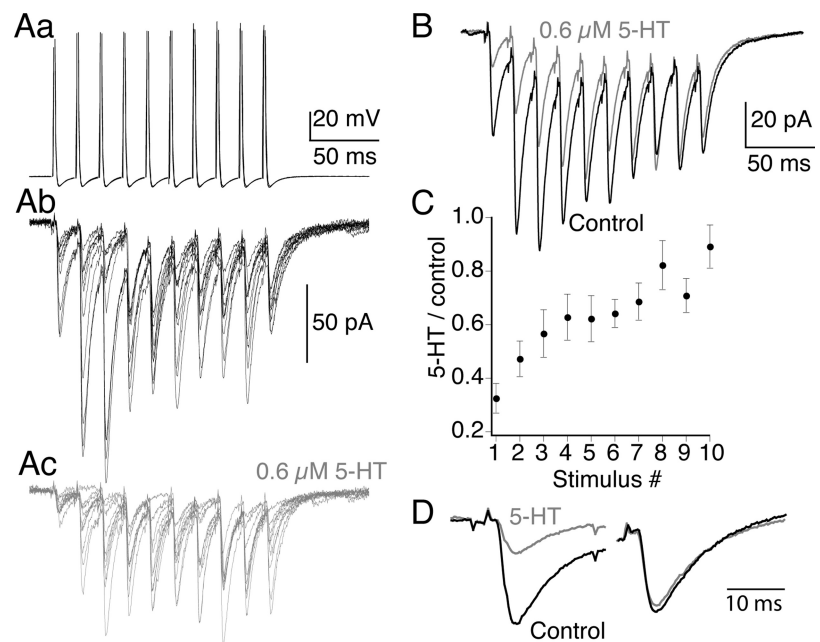 Aa
20 mV
50 ms
Ab
50 pA
Ac
0.6 µM 5-HT
B
0.6 µM 5-HT
20 pA
50 ms
Control
C
5-HT / control
1.0
0.8
0.6
0.4
0.2
1 2 3 4 5 6 7 8 9 10
Stimulus #
D
5-HT
Control
10 ms